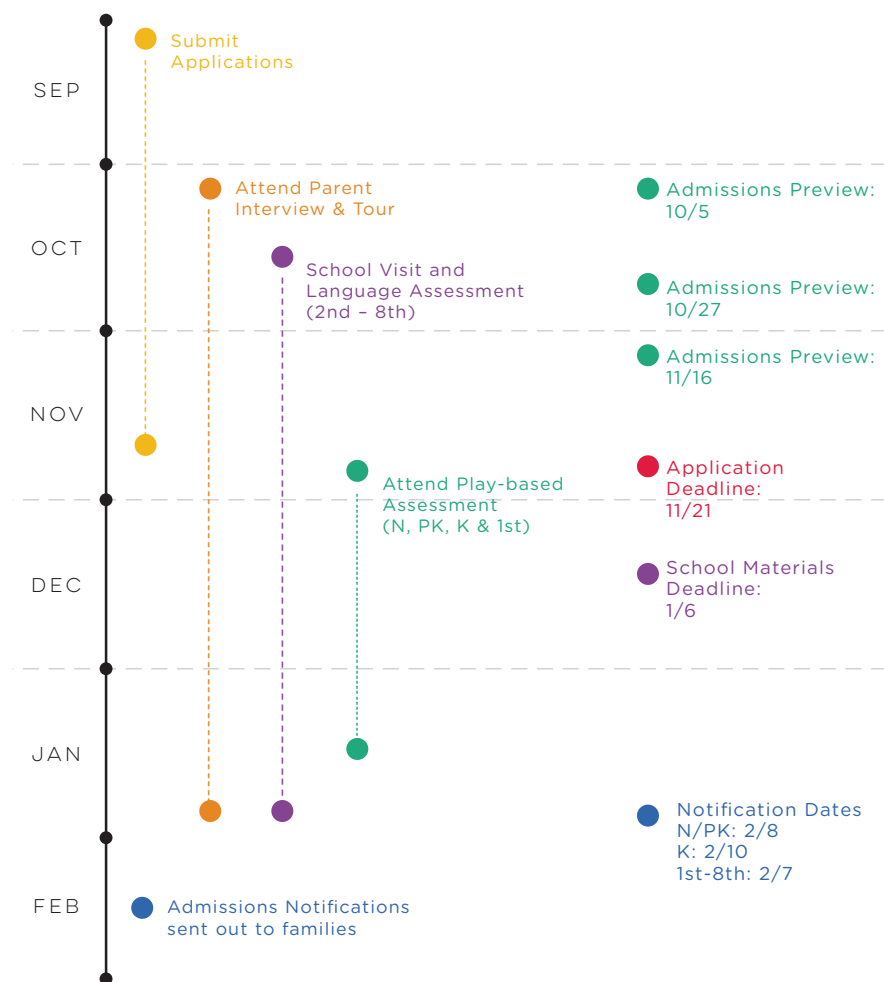 Submit
Applications
SEP
Attend Parent
Interview & Tour
Admissions Preview:
10/5
OCT
School Visit and
Language Assessment
(2nd – 8th)
Admissions Preview:
10/27
Admissions Preview:
11/16
NOV
Attend Play-based
Assessment
(N, PK, K & 1st)
Application
Deadline:
11/21
DEC
School Materials
Deadline:
1/6
JAN
Notification Dates
N/PK: 2/8
K: 2/10
1st-8th: 2/7
FEB
Admissions Notifications
sent out to families